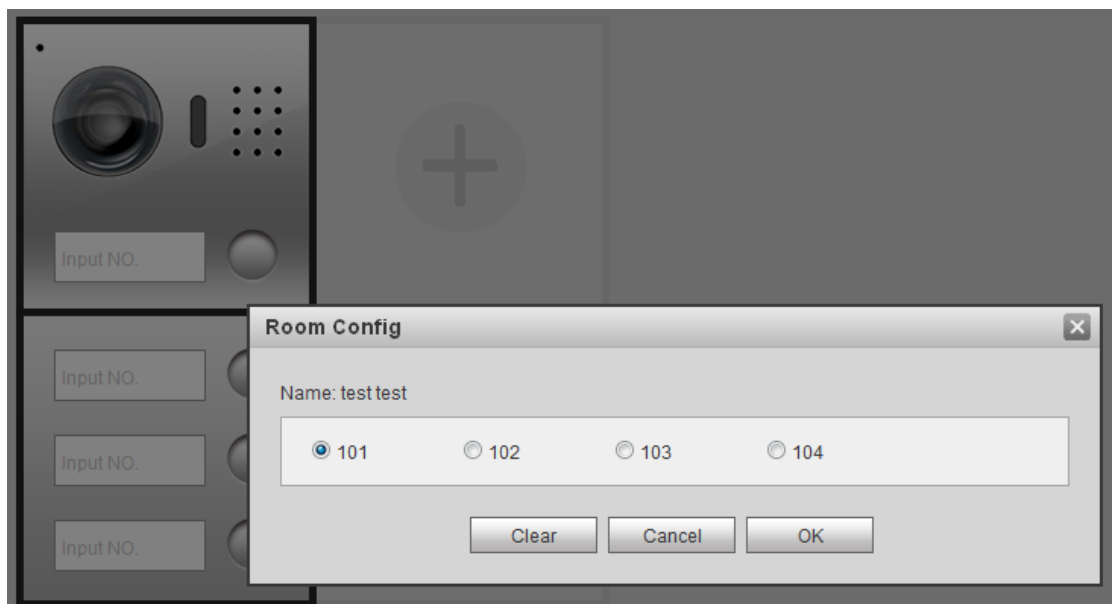 Input NO.
Room Config
Input NO.
Name: test test
101 102 103 104
Input NO.
Clear Cancel OK
Input NO.